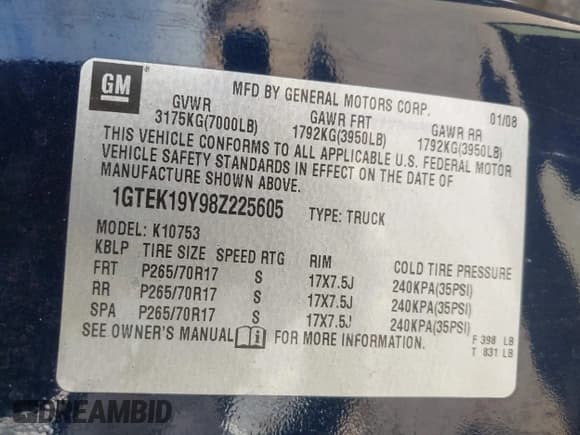 GM
MFD BY GENERAL MOTORS CORP. 01/08
GVWR GAWR FRT GAWR RR
3175KG(7000LB) 1792KG(3950LB) 1792KG(3950LB)
THIS VEHICLE CONFORMS TO ALL APPLICABLE U.S. FEDERAL MOTOR
VEHICLE SAFETY STANDARDS IN EFFECT ON THE DATE OF
MANUFACTURE SHOWN ABOVE.
1GTEK19Y98Z225605 TYPE: TRUCK
MODEL: K10753
KBLP TIRE SIZE SPEED RTG RIM COLD TIRE PRESSURE
FRT P265/70R17 S 17X7.5J 240KPA(35PSI)
RR P265/70R17 S 17X7.5J 240KPA(35PSI)
SPA P265/70R17 S 17X7.5J 240KPA(35PSI)
SEE OWNER'S MANUAL FOR MORE INFORMATION.
F 398 LB
T 831 LB
DREAMBID